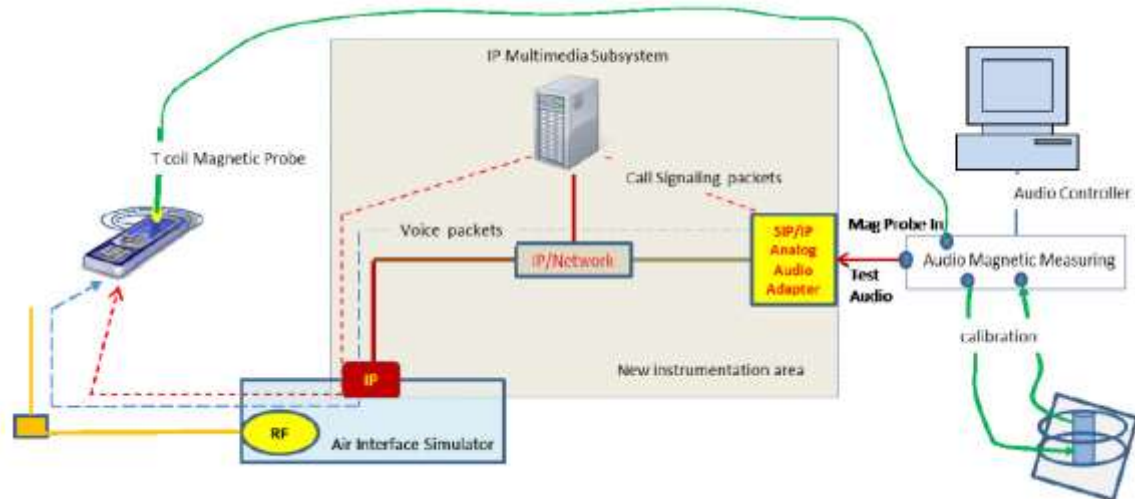 IP Multimedia Subsystem
T coil Magnetic Probe
Call Signaling packets
Audio Controller
Voice packets
SIP/IP
Analog
Audio
Adapter
Mag Probe In
IP/Network
Audio Magnetic Measuring
Test
Audio
calibration
IP
New instrumentation area
RF
Air Interface Simulator